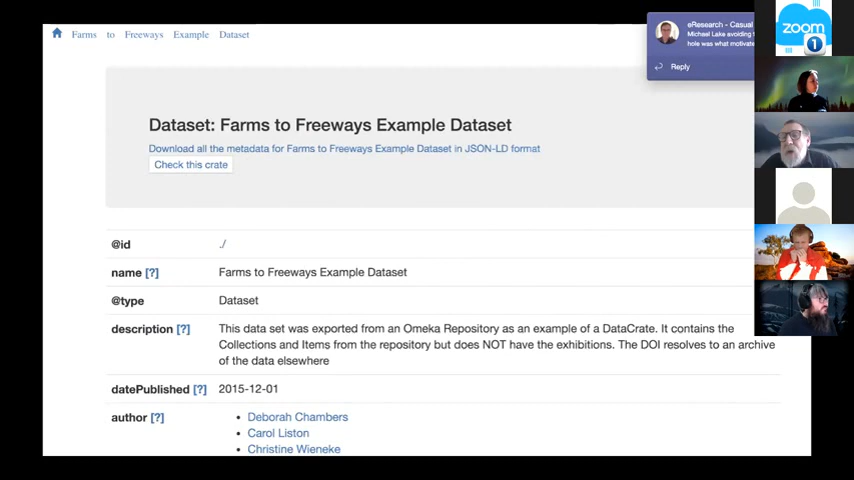 Farms to Freeways Example Dataset
eResearch - Casual
Michael Lake avoiding
hole was what motivate
Reply
zoom
1
Dataset: Farms to Freeways Example Dataset
Download all the metadata for Farms to Freeways Example Dataset in JSON-LD format
Check this crate
@id ./
name [?] Farms to Freeways Example Dataset
@type Dataset
description [?] This data set was exported from an Omeka Repository as an example of a DataCrate. It contains the
Collections and Items from the repository but does NOT have the exhibitions. The DOI resolves to an archive
of the data elsewhere
datePublished [?] 2015-12-01
author [?] • Deborah Chambers
• Carol Liston
• Christine Wieneke